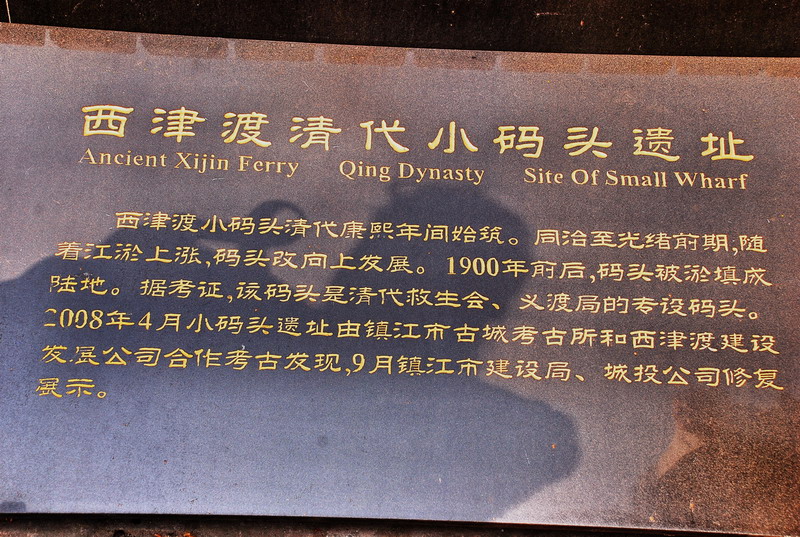 西津渡清代小码头遗址
Ancient Xijin Ferry Qing Dynasty Site Of Small Wharf
西津渡小码头清代康熙年间始筑。同治至光绪前期,随
着江淤上涨,码头改向上发展。1900年前后,码头被淤填成
陆地。据考证,该码头是清代救生会、义渡局的专设码头。
2008年4月小码头遗址由镇江市古城考古所和西津渡建设
发展公司合作考古发现,9月镇江市建设局、城投公司修复
展示。